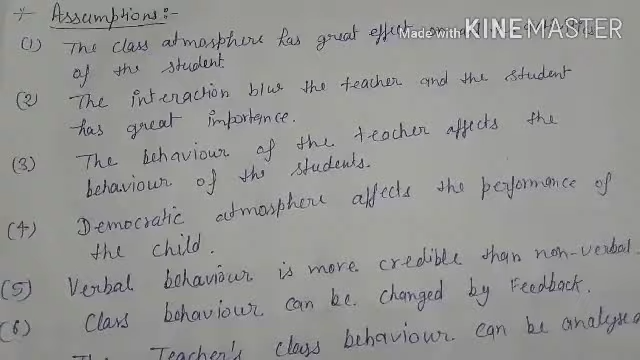 * Assumptions:-
Made with KINEMASTER
(1) The class atmosphere has great effect
of the student
(2) The interaction b/w the teacher and the student
has great importance.
(3) The behaviour of the teacher affects the
behaviour of the students.
(4) Democratic atmosphere affects the performance of
the child.
(5) Verbal behaviour is more credible than non-verbal.
(6) Class behaviour can be changed by Feedback.
The Teacher's class behaviour can be analysed